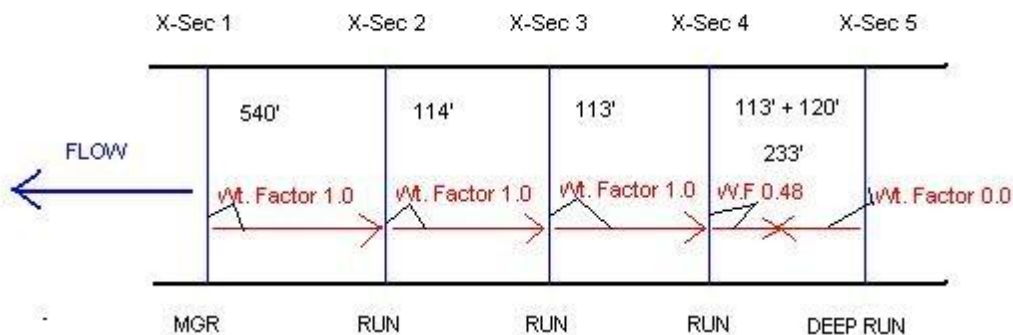 X-Sec 1 X-Sec 2 X-Sec 3 X-Sec 4 X-Sec 5
540' 114' 113' 113' + 120'
233'
FLOW
Wt. Factor 1.0 Wt. Factor 1.0 Wt. Factor 1.0 W.F 0.48 Wt. Factor 0.0
MGR RUN RUN RUN DEEP RUN